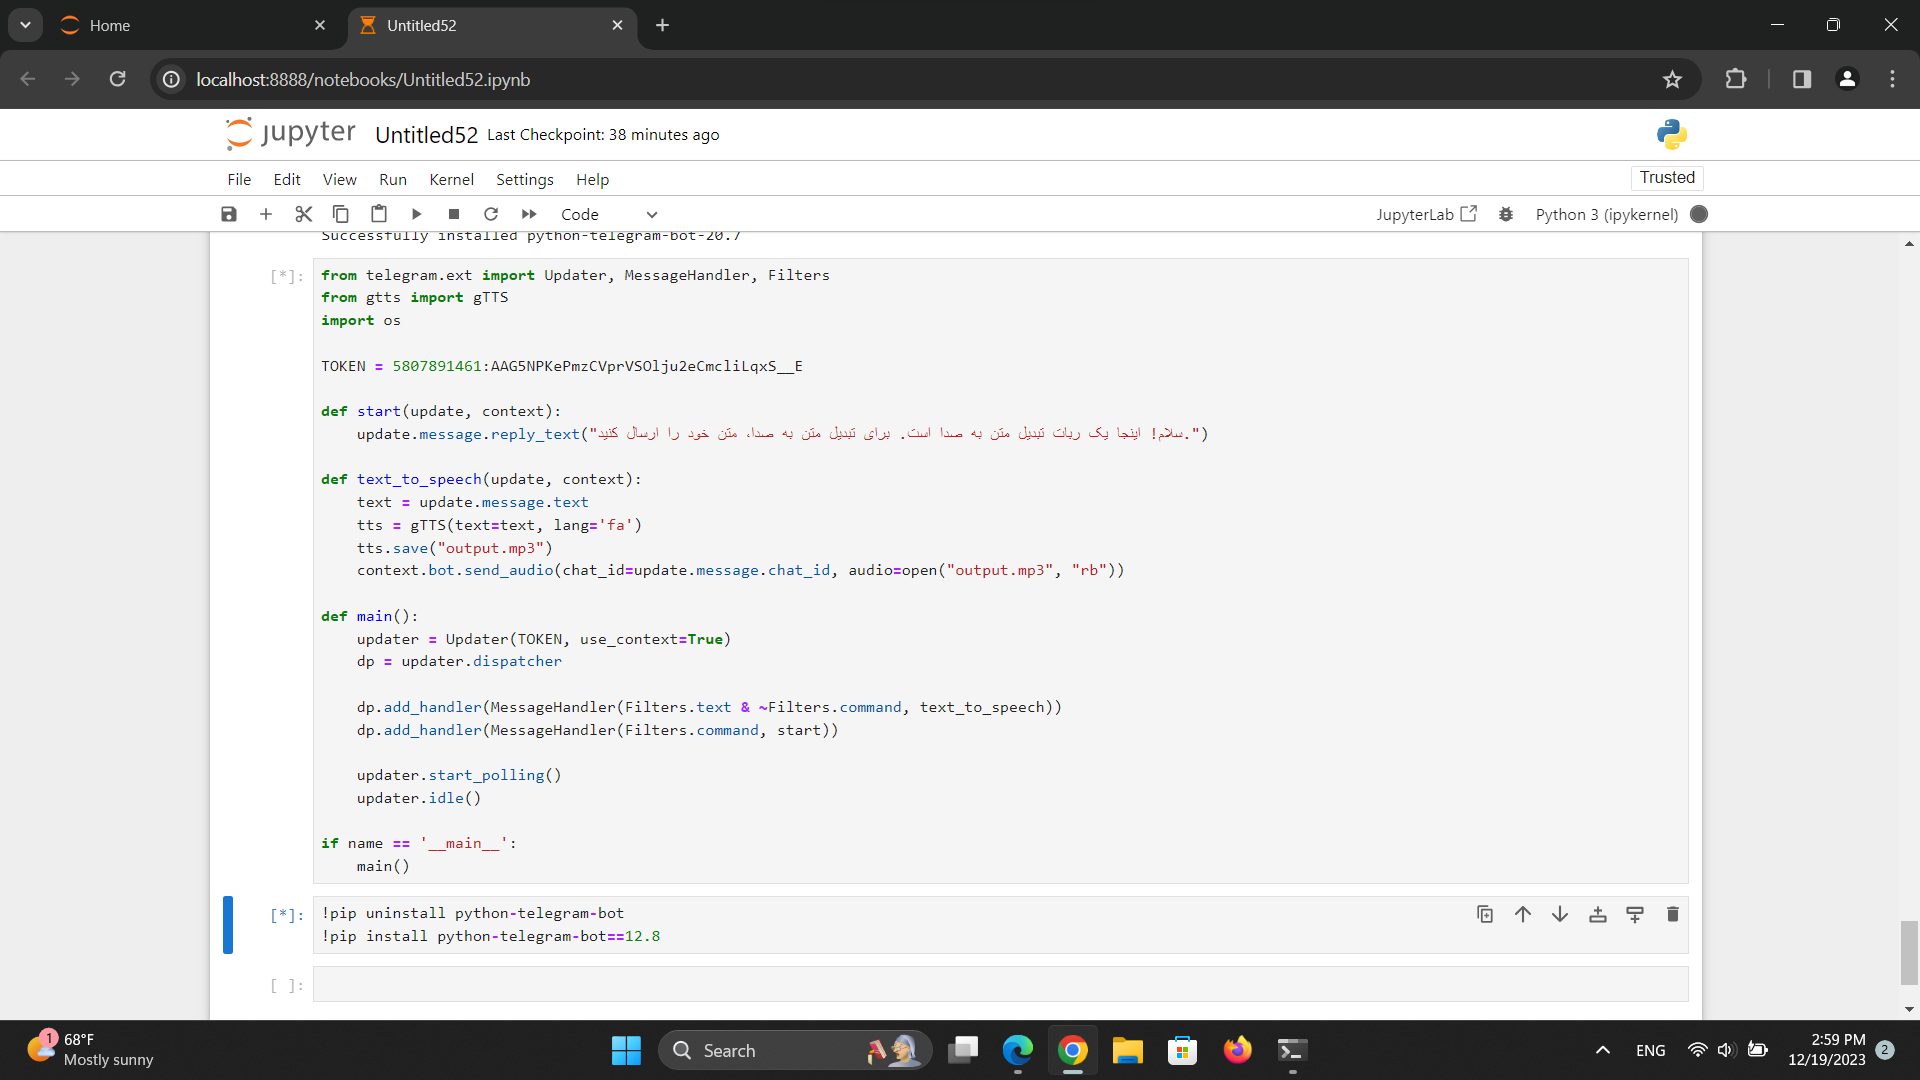 Home
Untitled52
localhost:8888/notebooks/Untitled52.ipynb
jupyter Untitled52 Last Checkpoint: 38 minutes ago
File Edit View Run Kernel Settings Help
Trusted
Code
JupyterLab
Python 3 (ipykernel)
Successfully installed python-telegram-bot-20.7
[*]:
from telegram.ext import Updater, MessageHandler, Filters
from gtts import gTTS
import os
TOKEN = 5807891461:AAG5NPKePmzCVprVSOlju2eCmcliLqxS__E
def start(update, context):
update.message.reply_text("سلام! اینجا یک ربات تبدیل متن به صدا است. برای تبدیل متن به صدا، متن خود را ارسال کنید.")
def text_to_speech(update, context):
text = update.message.text
tts = gTTS(text=text, lang='fa')
tts.save("output.mp3")
context.bot.send_audio(chat_id=update.message.chat_id, audio=open("output.mp3", "rb"))
def main():
updater = Updater(TOKEN, use_context=True)
dp = updater.dispatcher
dp.add_handler(MessageHandler(Filters.text & ~Filters.command, text_to_speech))
dp.add_handler(MessageHandler(Filters.command, start))
updater.start_polling()
updater.idle()
if name == '__main__':
main()
[*]:
!pip uninstall python-telegram-bot
!pip install python-telegram-bot==12.8
[ ]:
1
68°F
Mostly sunny
Search
ENG
2:59 PM
12/19/2023
2